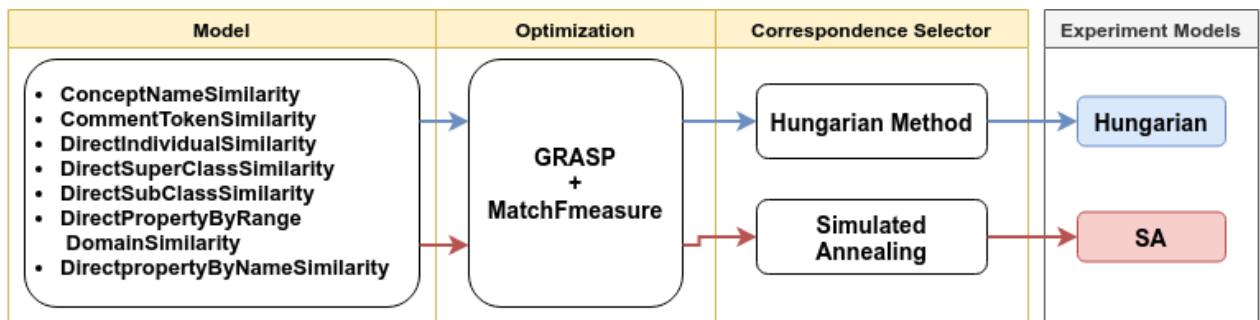 Model
Optimization
Correspondence Selector
Experiment Models
• ConceptNameSimilarity
• CommentTokenSimilarity
• DirectIndividualSimilarity
• DirectSuperClassSimilarity
• DirectSubClassSimilarity
• DirectPropertyByRange
DomainSimilarity
• DirectpropertyByNameSimilarity
GRASP
+
MatchFmeasure
Hungarian Method
Simulated
Annealing
Hungarian
SA